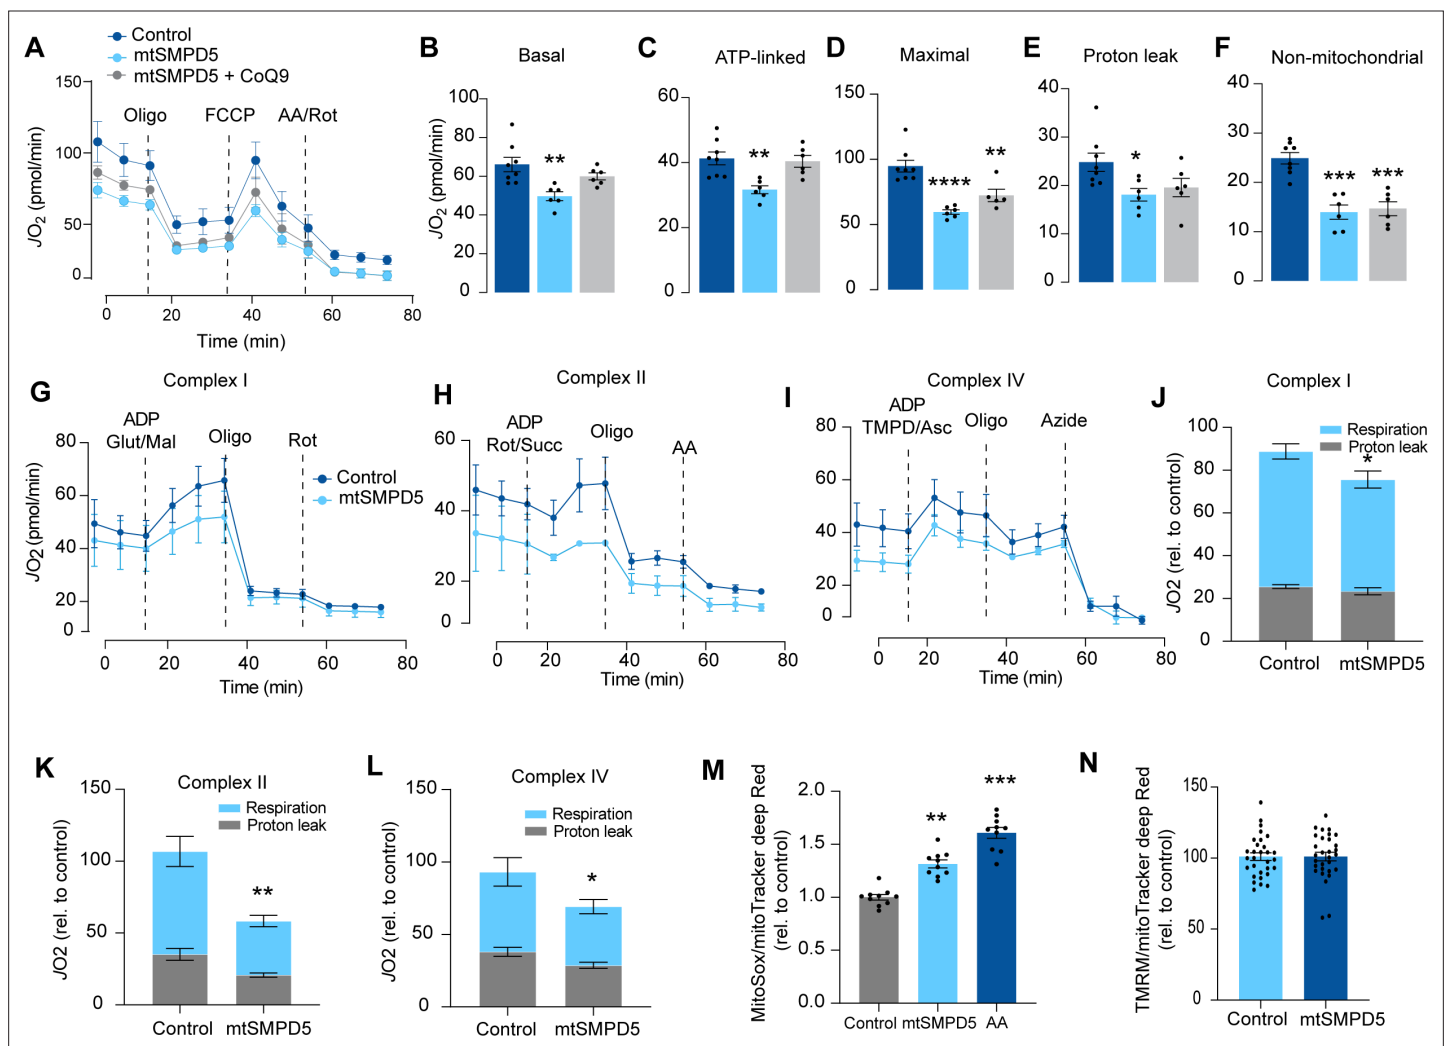 A
Control
mtSMPD5
mtSMPD5 + CoQ9
150
100
50
0
Oligo
FCCP
AA/Rot
JO2 (pmol/min)
0 20 40 60 80
Time (min)
B
Basal
100
80
60
40
20
0
JO2 (pmol/min)
**
C
ATP-linked
60
40
20
0
**
D
Maximal
150
100
50
0
****
**
E
Proton leak
40
30
20
10
0
*
F
Non-mitochondrial
40
30
20
10
0
***
***
G
Complex I
ADP
Glut/Mal
Oligo
Rot
Control
mtSMPD5
80
60
40
20
0
JO2 (pmol/min)
0 20 40 60 80
Time (min)
H
Complex II
ADP
Rot/Succ
Oligo
AA
60
40
20
0
0 20 40 60 80
Time (min)
I
Complex IV
ADP
TMPD/Asc
Oligo
Azide
80
60
40
20
0
0 20 40 60 80
Time (min)
J
Complex I
Respiration
Proton leak
*
100
80
60
40
20
0
JO2 (rel. to control)
Control mtSMPD5
K
Complex II
Respiration
Proton leak
**
150
100
50
0
JO2 (rel. to control)
Control mtSMPD5
L
Complex IV
Respiration
Proton leak
*
150
100
50
0
JO2 (rel. to control)
Control mtSMPD5
M
MitoSox/mitoTracker deep Red
(rel. to control)
2.0
1.5
1.0
0.5
0.0
**
***
Control mtSMPD5 AA
N
TMRM/mitoTracker deep Red
(rel. to control)
150
100
50
0
Control mtSMPD5